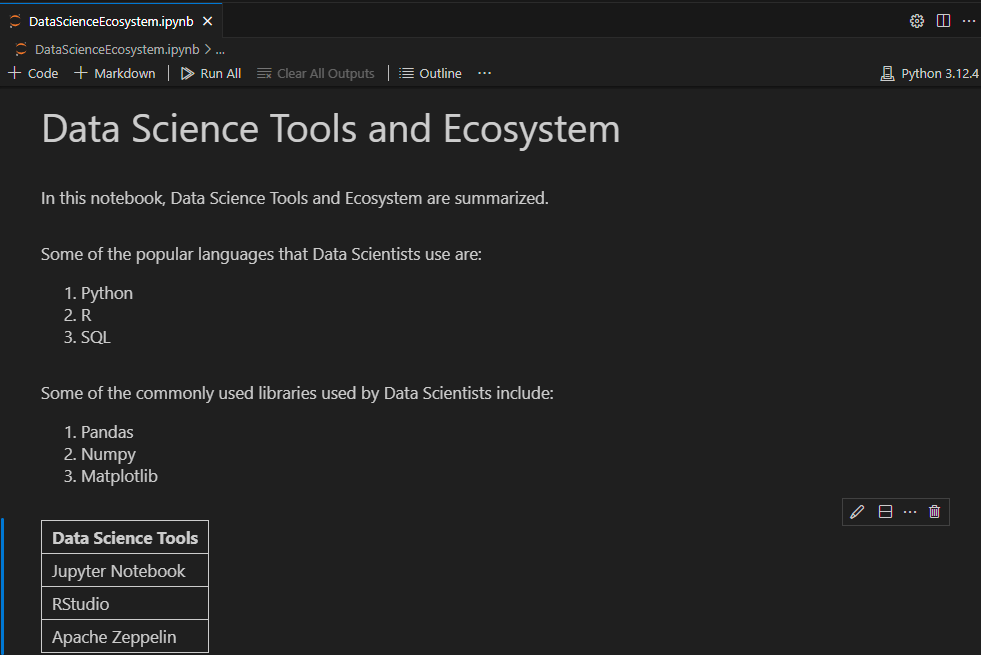 DataScienceEcosystem.ipynb
DataScienceEcosystem.ipynb > ...
Code Markdown Run All Clear All Outputs Outline ... Python 3.12.4
Data Science Tools and Ecosystem
In this notebook, Data Science Tools and Ecosystem are summarized.
Some of the popular languages that Data Scientists use are:
1. Python
2. R
3. SQL
Some of the commonly used libraries used by Data Scientists include:
1. Pandas
2. Numpy
3. Matplotlib
Data Science Tools
Jupyter Notebook
RStudio
Apache Zeppelin